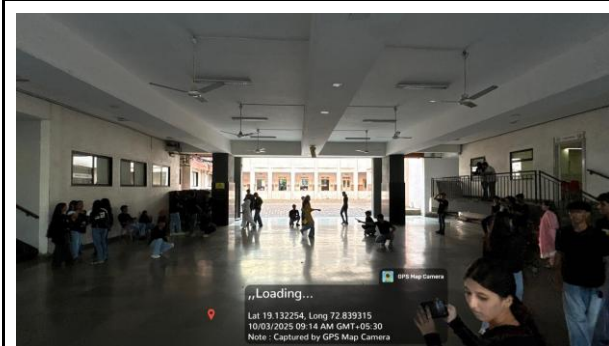 GPS Map Camera
,,Loading...
Lat 19.132254, Long 72.839315
10/03/2025 09:14 AM GMT+05:30
Note : Captured by GPS Map Camera